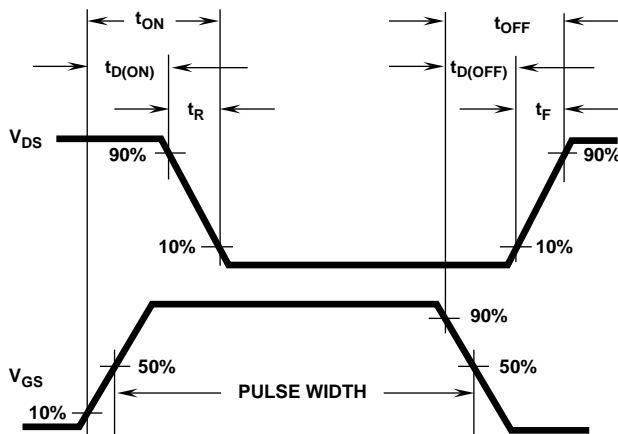 tON
tOFF
tD(ON)
tD(OFF)
tR
tF
VDS
90%
90%
10%
10%
90%
50%
50%
VGS
PULSE WIDTH
10%